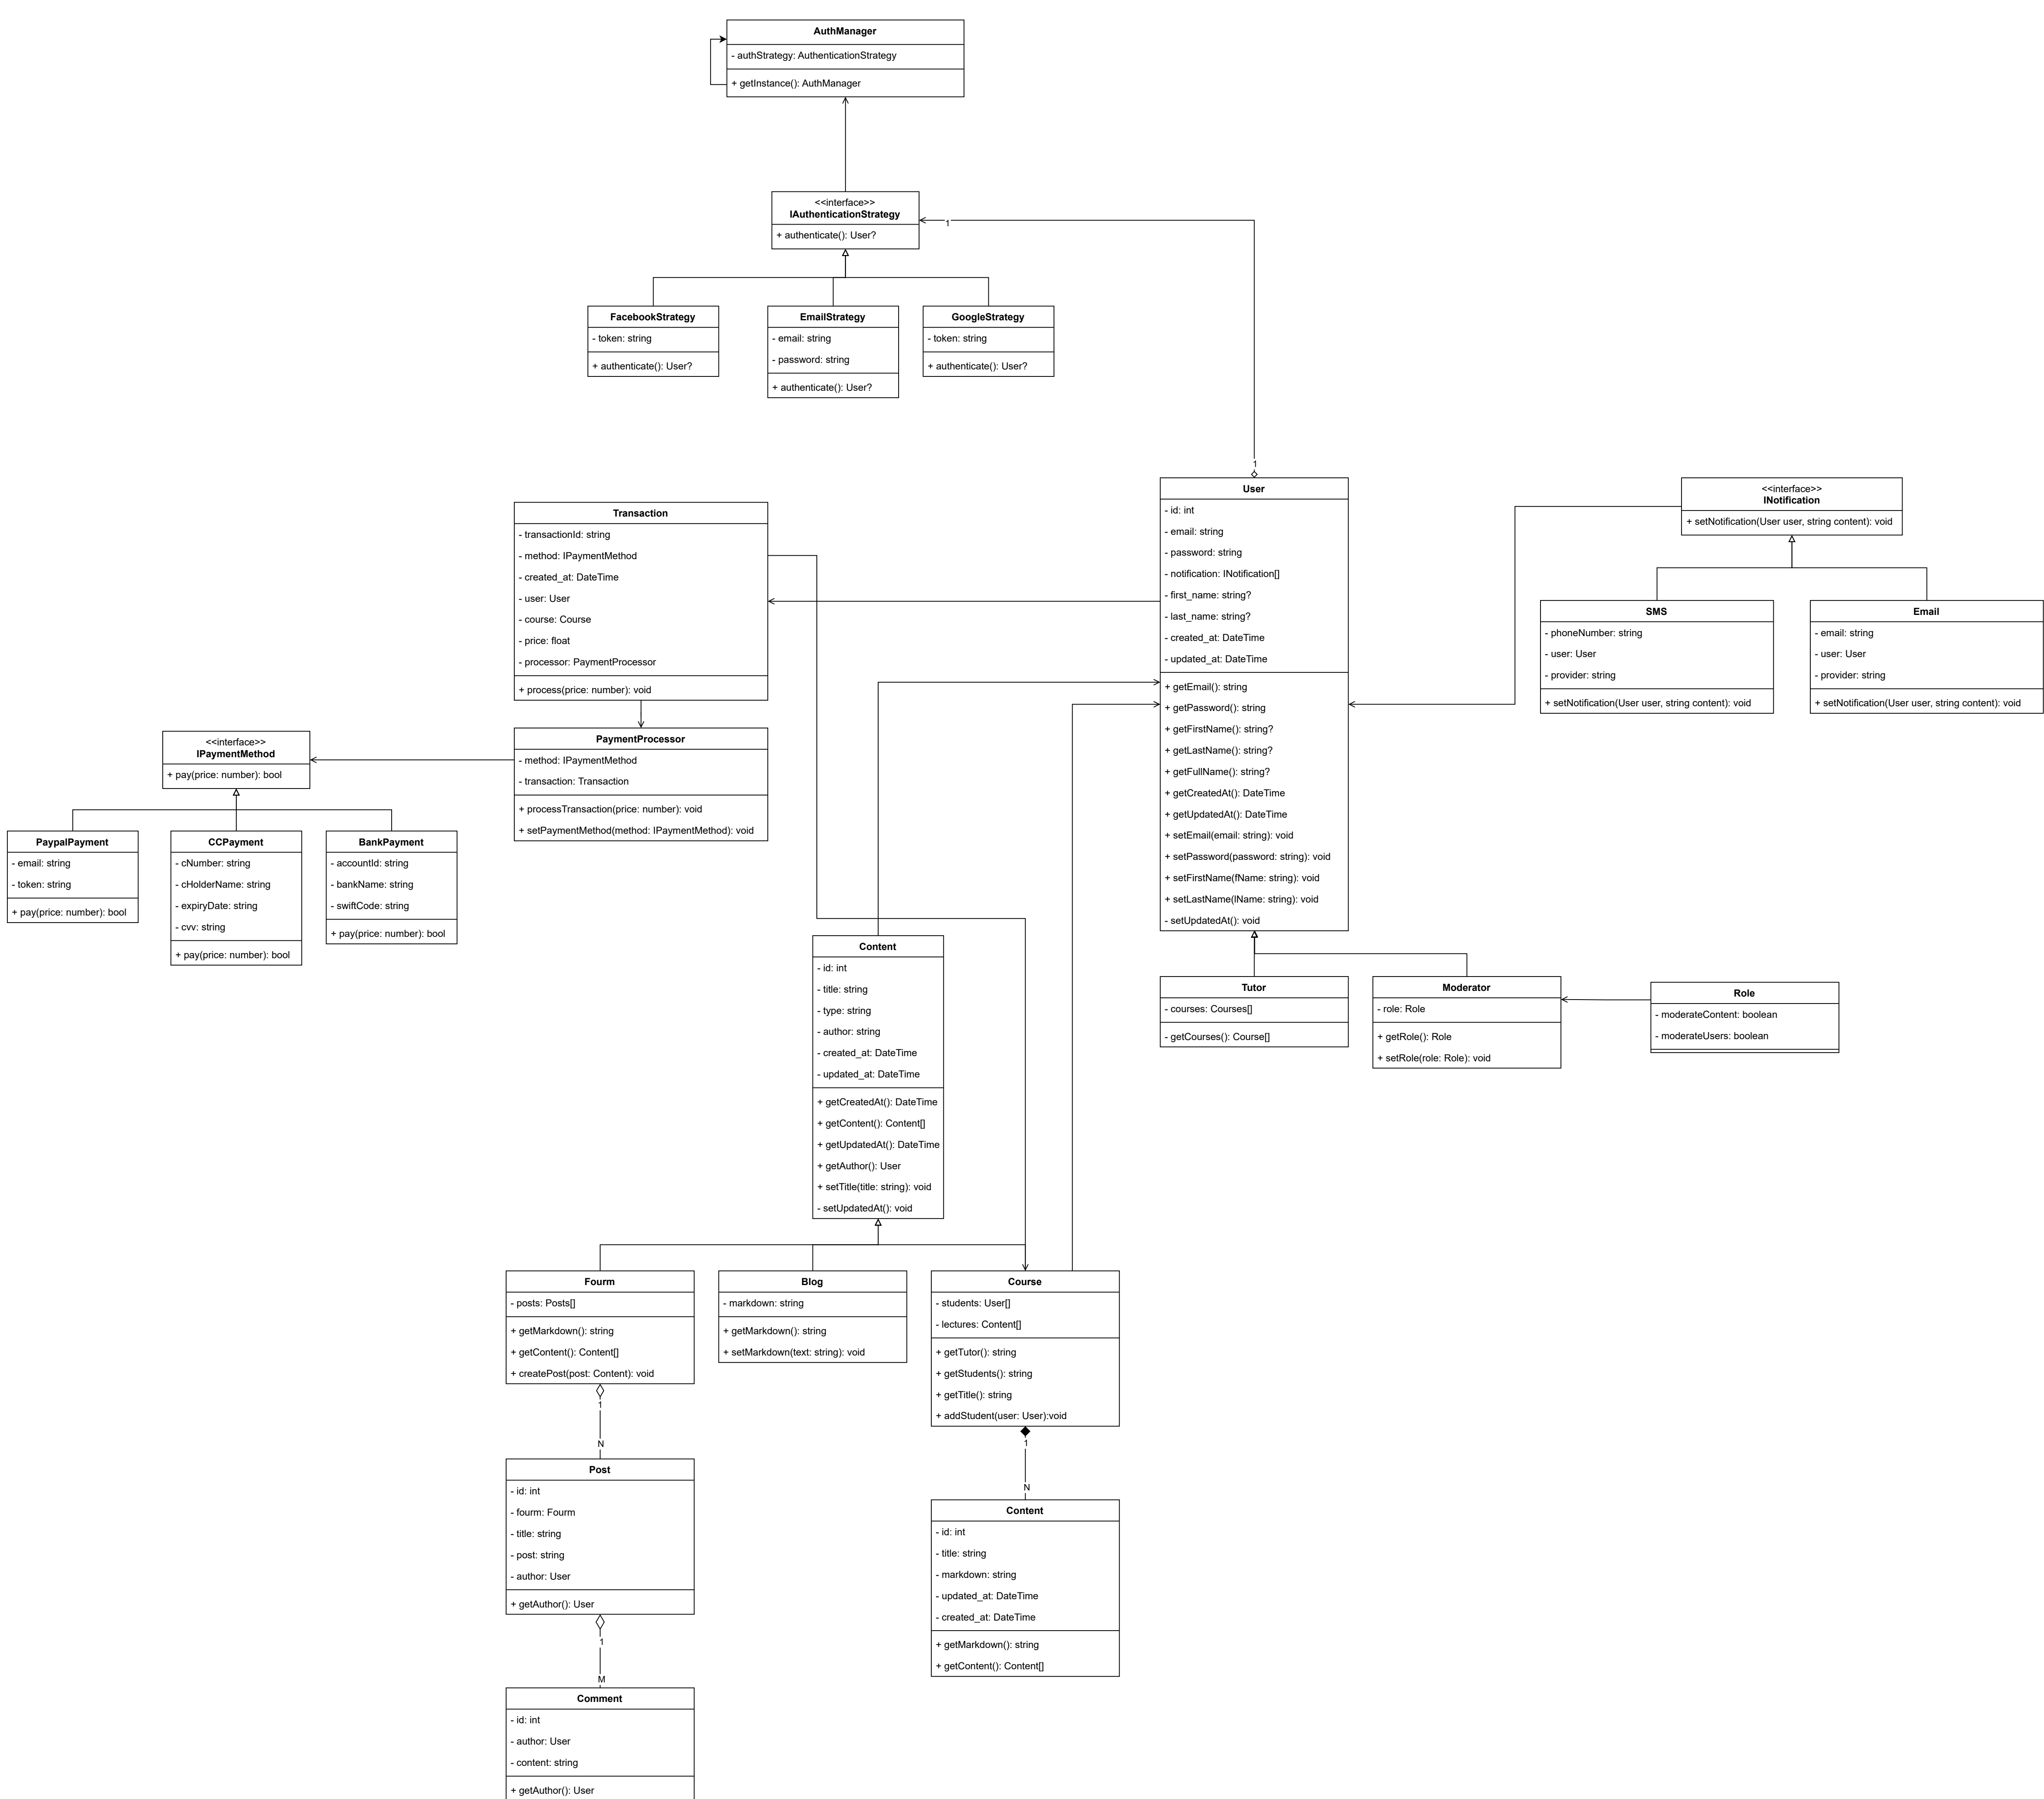 AuthManager
- authStrategy: AuthenticationStrategy
+ getInstance(): AuthManager
<<interface>>
IAuthenticationStrategy
+ authenticate(): User?
1
FacebookStrategy
- token: string
+ authenticate(): User?
EmailStrategy
- email: string
- password: string
+ authenticate(): User?
GoogleStrategy
- token: string
+ authenticate(): User?
1
User
- id: int
- email: string
- password: string
- notification: INotification[]
- first_name: string?
- last_name: string?
- created_at: DateTime
- updated_at: DateTime
+ getEmail(): string
+ getPassword(): string
+ getFirstName(): string?
+ getLastName(): string?
+ getFullName(): string?
+ getCreatedAt(): DateTime
+ getUpdatedAt(): DateTime
+ setEmail(email: string): void
+ setPassword(password: string): void
+ setFirstName(fName: string): void
+ setLastName(lName: string): void
- setUpdatedAt(): void
<<interface>>
INotification
+ setNotification(User user, string content): void
SMS
- phoneNumber: string
- user: User
- provider: string
+ setNotification(User user, string content): void
Email
- email: string
- user: User
- provider: string
+ setNotification(User user, string content): void
Transaction
- transactionId: string
- method: IPaymentMethod
- created_at: DateTime
- user: User
- course: Course
- price: float
- processor: PaymentProcessor
+ process(price: number): void
PaymentProcessor
- method: IPaymentMethod
- transaction: Transaction
+ processTransaction(price: number): void
+ setPaymentMethod(method: IPaymentMethod): void
<<interface>>
IPaymentMethod
+ pay(price: number): bool
PaypalPayment
- email: string
- token: string
+ pay(price: number): bool
CCPayment
- cNumber: string
- cHolderName: string
- expiryDate: string
- cvv: string
+ pay(price: number): bool
BankPayment
- accountId: string
- bankName: string
- swiftCode: string
+ pay(price: number): bool
Content
- id: int
- title: string
- type: string
- author: string
- created_at: DateTime
- updated_at: DateTime
+ getCreatedAt(): DateTime
+ getContent(): Content[]
+ getUpdatedAt(): DateTime
+ getAuthor(): User
+ setTitle(title: string): void
- setUpdatedAt(): void
Tutor
- courses: Courses[]
- getCourses(): Course[]
Moderator
- role: Role
+ getRole(): Role
+ setRole(role: Role): void
Role
- moderateContent: boolean
- moderateUsers: boolean
Fourm
- posts: Posts[]
+ getMarkdown(): string
+ getContent(): Content[]
+ createPost(post: Content): void
Blog
- markdown: string
+ getMarkdown(): string
+ setMarkdown(text: string): void
Course
- students: User[]
- lectures: Content[]
+ getTutor(): string
+ getStudents(): string
+ getTitle(): string
+ addStudent(user: User):void
1
N
Post
- id: int
- fourm: Fourm
- title: string
- post: string
- author: User
+ getAuthor(): User
1
N
Content
- id: int
- title: string
- markdown: string
- updated_at: DateTime
- created_at: DateTime
+ getMarkdown(): string
+ getContent(): Content[]
1
M
Comment
- id: int
- author: User
- content: string
+ getAuthor(): User